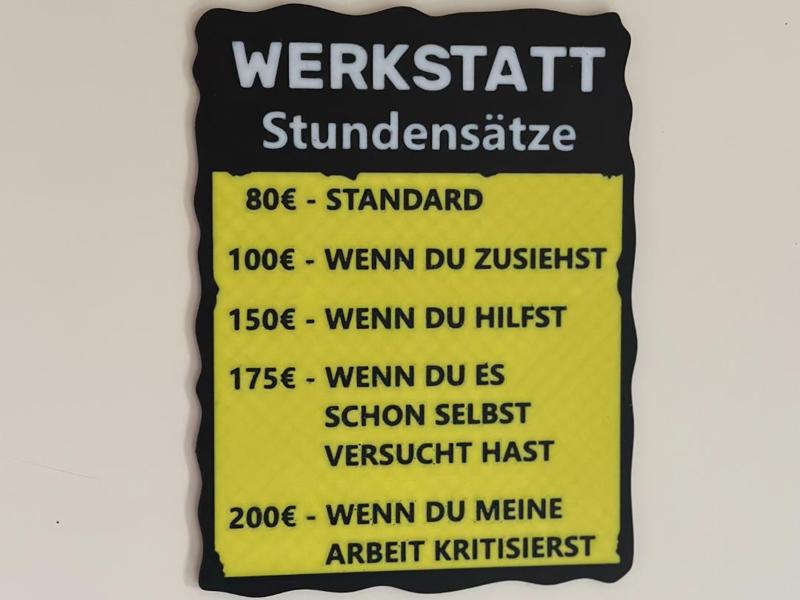 WERKSTATT
Stundensätze
80€ - STANDARD
100€ - WENN DU ZUSIEHST
150€ - WENN DU HILFST
175€ - WENN DU ES
SCHON SELBST
VERSUCHT HAST
200€ - WENN DU MEINE
ARBEIT KRITISIERST